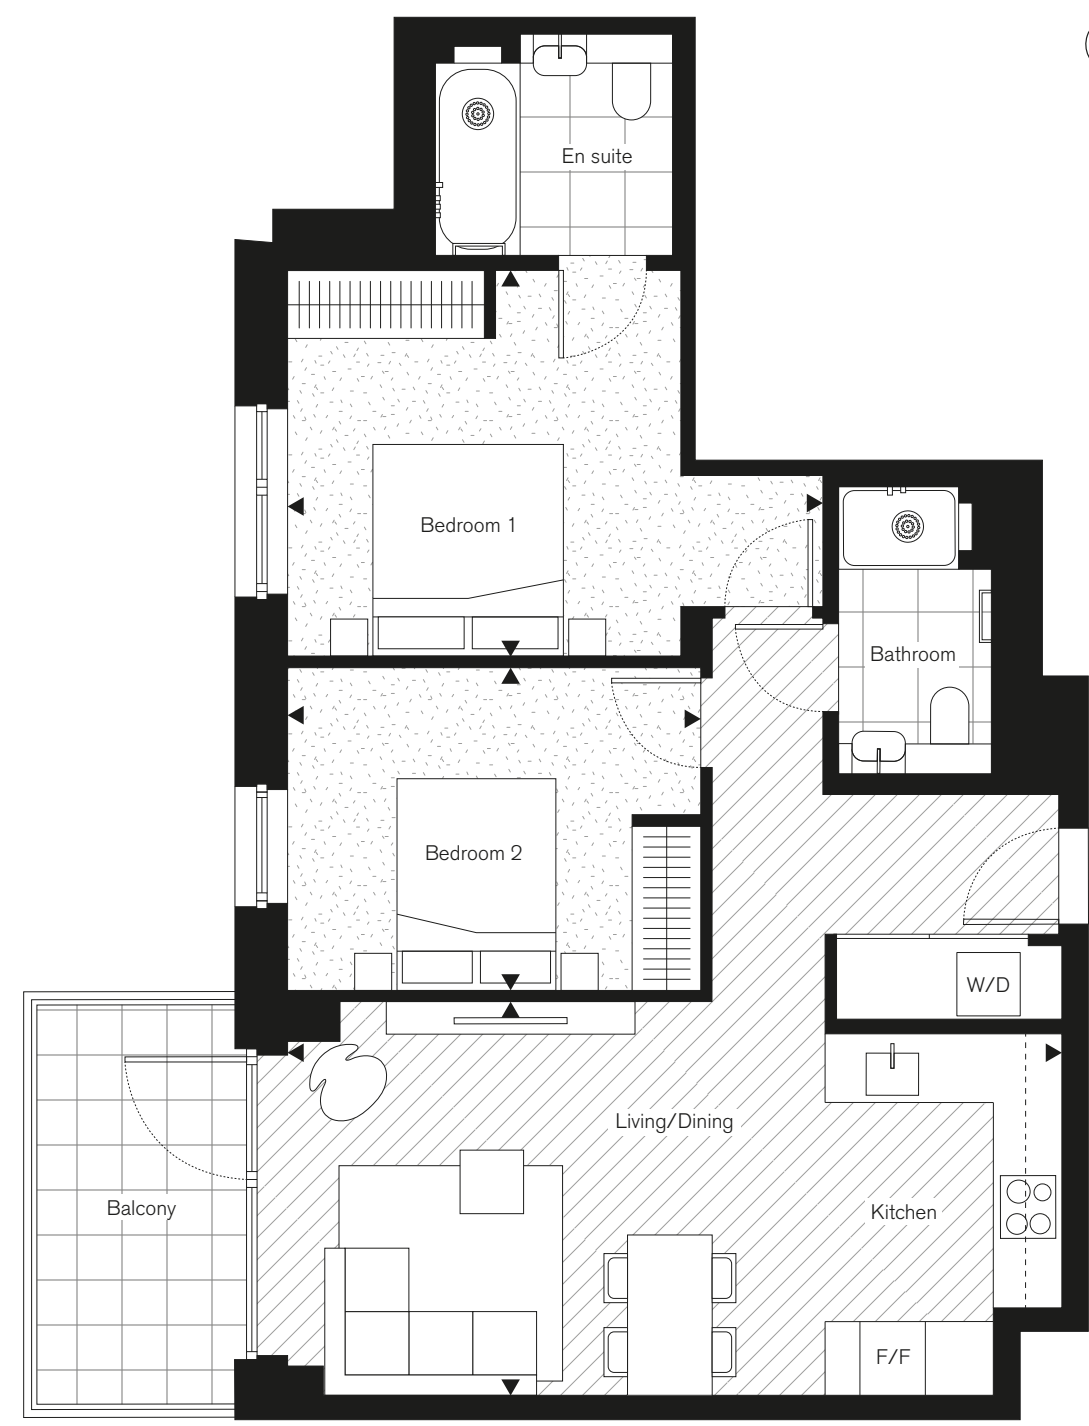 En suite
Bedroom 1
Bathroom
Bedroom 2
W/D
Living/Dining
Balcony
Kitchen
F/F